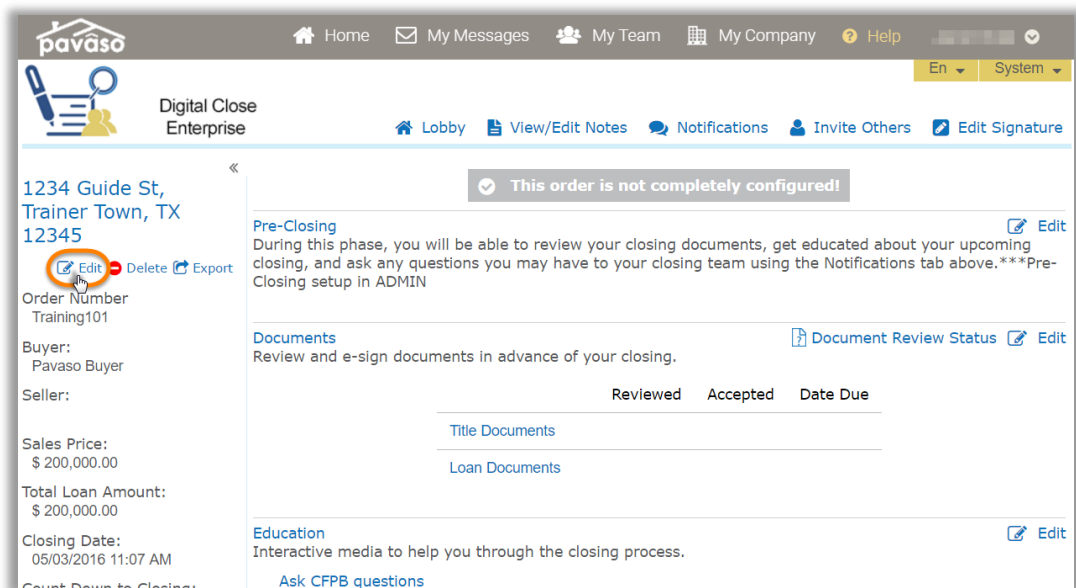 pavaso
Home My Messages My Team My Company Help
En System
Digital Close
Enterprise
Lobby View/Edit Notes Notifications Invite Others Edit Signature
«
1234 Guide St,
Trainer Town, TX
12345
Edit Delete Export
Order Number
Training101
Buyer:
Pavaso Buyer
Seller:
Sales Price:
$ 200,000.00
Total Loan Amount:
$ 200,000.00
Closing Date:
05/03/2016 11:07 AM
Count Down to Closing:
This order is not completely configured!
Pre-Closing Edit
During this phase, you will be able to review your closing documents, get educated about your upcoming
closing, and ask any questions you may have to your closing team using the Notifications tab above.***Pre-
Closing setup in ADMIN
Documents Document Review Status Edit
Review and e-sign documents in advance of your closing.
Reviewed Accepted Date Due
Title Documents
Loan Documents
Education Edit
Interactive media to help you through the closing process.
Ask CFPB questions